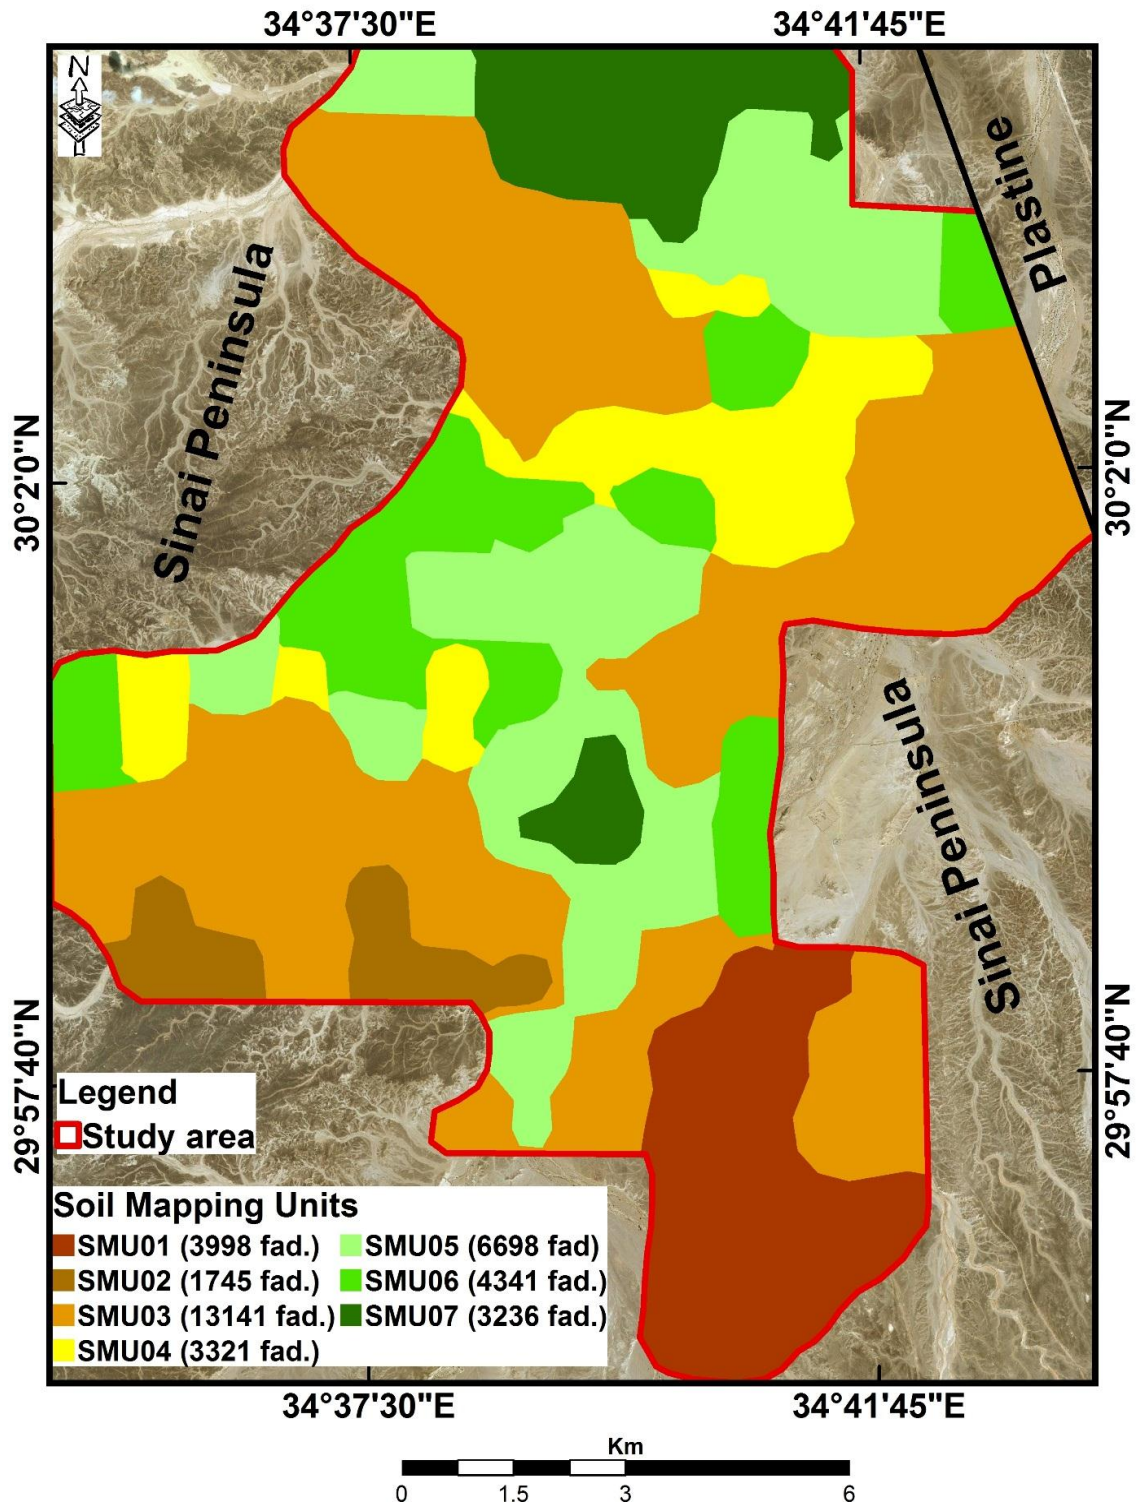 34°37'30"E 34°41'45"E
N
Plastine
Sinai Peninsula
30°2'0"N 30°2'0"N
Sinai Peninsula
29°57'40"N 29°57'40"N
Legend
Study area
Soil Mapping Units
SMU01 (3998 fad.) SMU05 (6698 fad)
SMU02 (1745 fad.) SMU06 (4341 fad.)
SMU03 (13141 fad.) SMU07 (3236 fad.)
SMU04 (3321 fad.)
34°37'30"E 34°41'45"E
Km
0 1.5 3 6